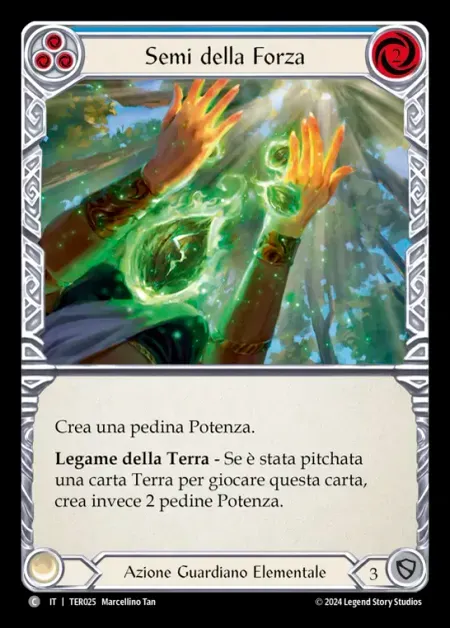 Semi della Forza
2
Crea una pedina Potenza.
Legame della Terra - Se è stata pitchata
una carta Terra per giocare questa carta,
crea invece 2 pedine Potenza.
Azione Guardiano Elementale
3
C IT | TER025 Marcellino Tan
© 2024 Legend Story Studios